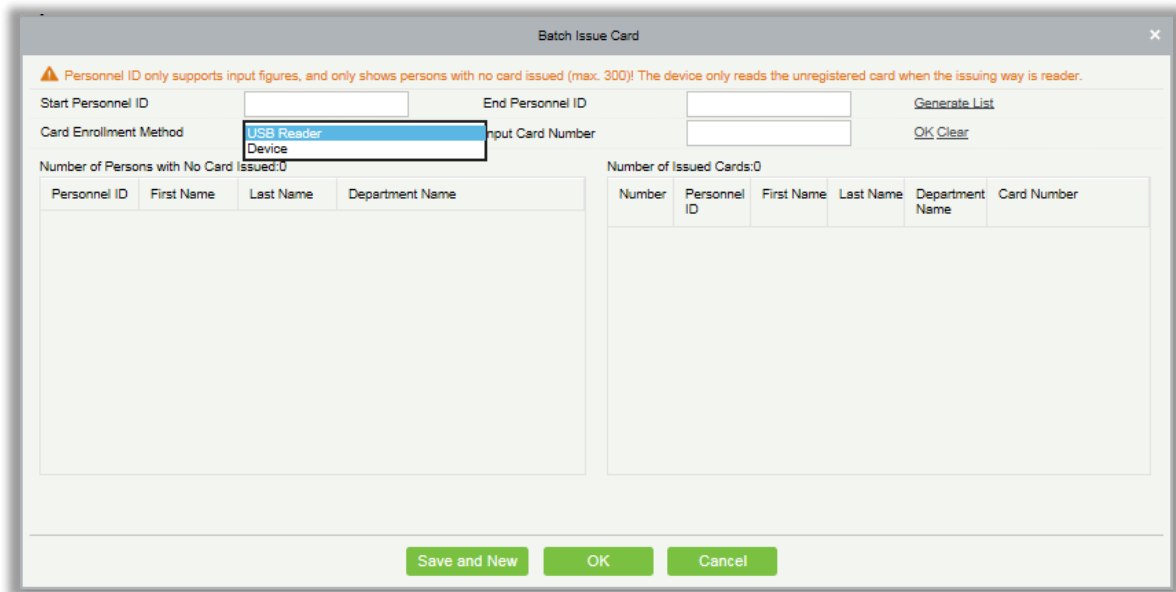 Batch Issue Card
Personnel ID only supports input figures, and only shows persons with no card issued (max. 300)! The device only reads the unregistered card when the issuing way is reader.
Start Personnel ID End Personnel ID Generate List
Card Enrollment Method USB Reader nput Card Number OK Clear
Device
Number of Persons with No Card Issued:0 Number of Issued Cards:0
Personnel ID First Name Last Name Department Name Number Personnel ID First Name Last Name Department Name Card Number
Save and New OK Cancel